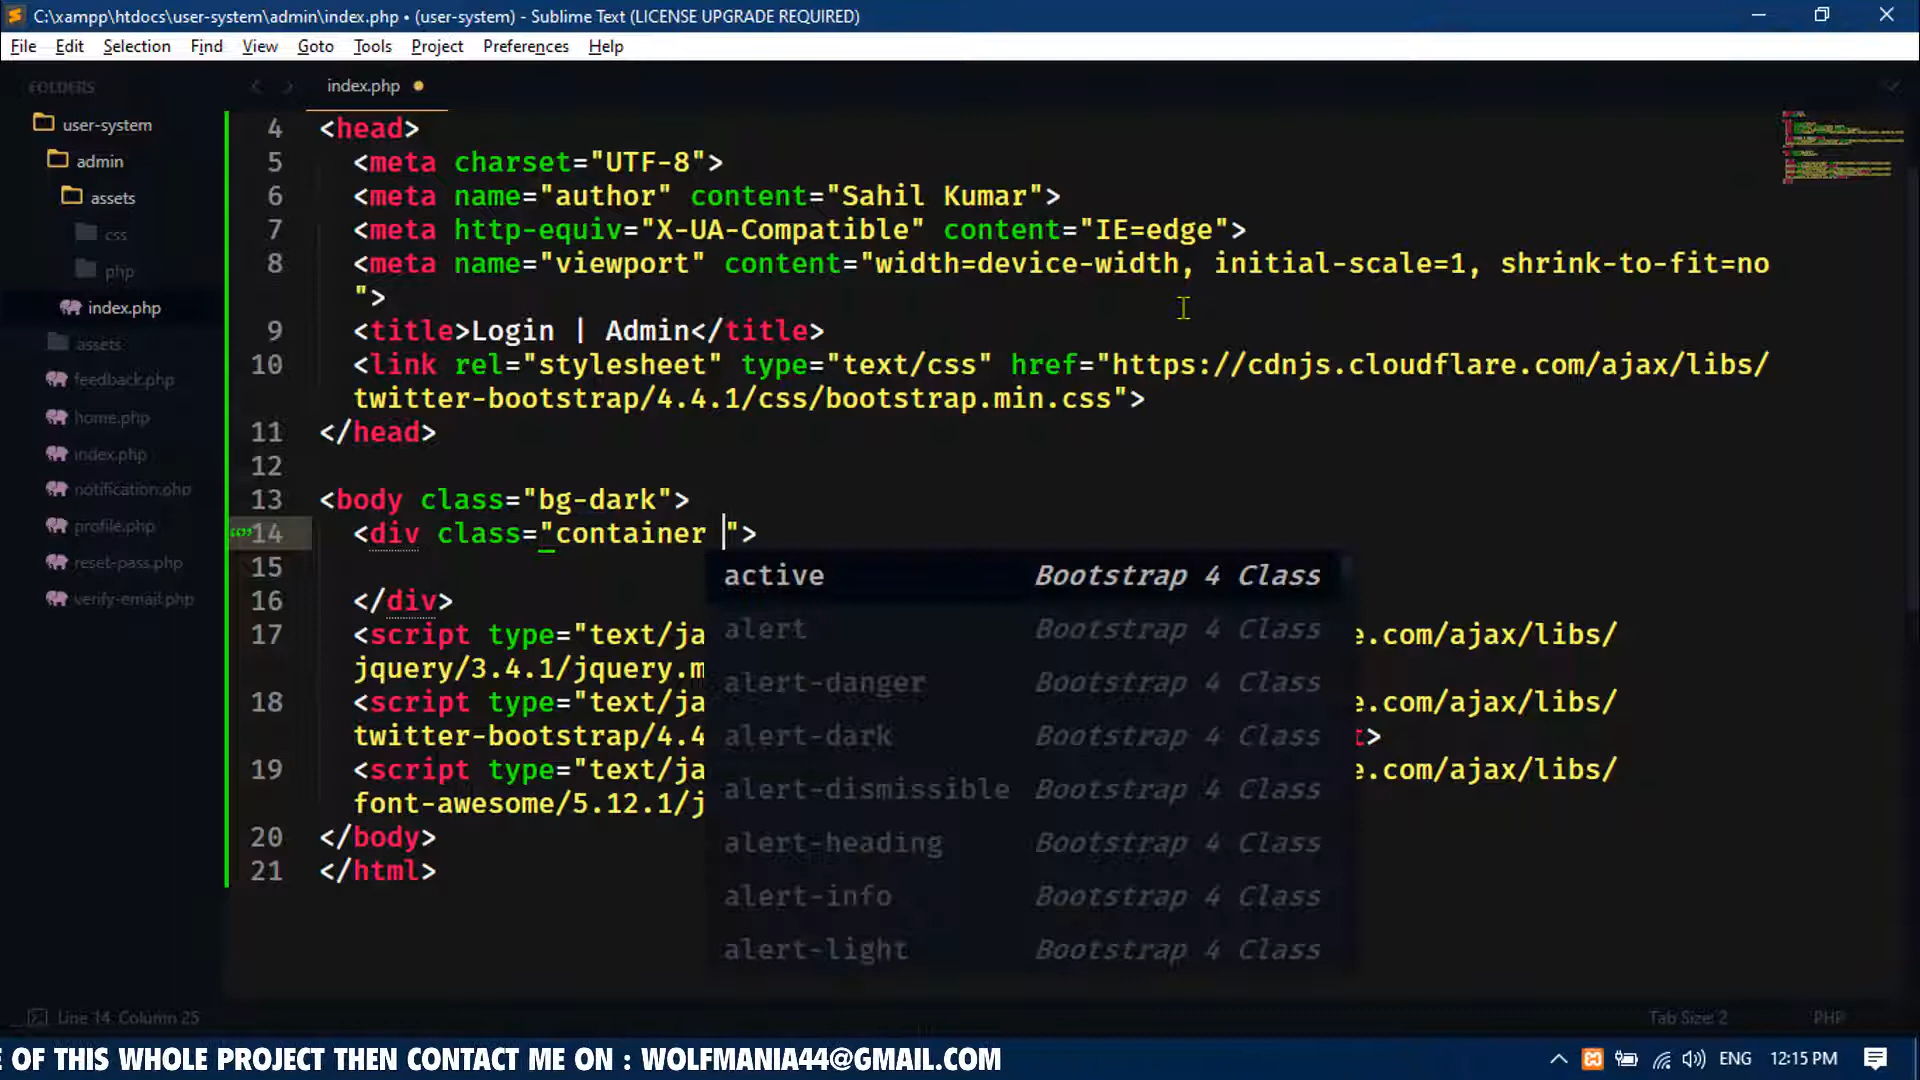 C:\xampp\htdocs\user-system\admin\index.php • (user-system) - Sublime Text (LICENSE UPGRADE REQUIRED)
File Edit Selection Find View Goto Tools Project Preferences Help
FOLDERS
user-system
admin
assets
css
php
index.php
assets
feedback.php
home.php
index.php
notification.php
profile.php
reset-pass.php
verify-email.php
index.php
4 <head>
5 <meta charset="UTF-8">
6 <meta name="author" content="Sahil Kumar">
7 <meta http-equiv="X-UA-Compatible" content="IE=edge">
8 <meta name="viewport" content="width=device-width, initial-scale=1, shrink-to-fit=no
">
9 <title>Login | Admin</title>
10 <link rel="stylesheet" type="text/css" href="https://cdnjs.cloudflare.com/ajax/libs/
twitter-bootstrap/4.4.1/css/bootstrap.min.css">
11 </head>
12
13 <body class="bg-dark">
14 <div class="container ">
15
16 </div>
17 <script type="text/ja e.com/ajax/libs/
jquery/3.4.1/jquery.m
18 <script type="text/ja e.com/ajax/libs/
twitter-bootstrap/4.4 t>
19 <script type="text/ja e.com/ajax/libs/
font-awesome/5.12.1/j
20 </body>
21 </html>
active Bootstrap 4 Class
alert Bootstrap 4 Class
alert-danger Bootstrap 4 Class
alert-dark Bootstrap 4 Class
alert-dismissible Bootstrap 4 Class
alert-heading Bootstrap 4 Class
alert-info Bootstrap 4 Class
alert-light Bootstrap 4 Class
Line 14, Column 25
Tab Size: 2 PHP
E OF THIS WHOLE PROJECT THEN CONTACT ME ON : WOLFMANIA44@GMAIL.COM
ENG 12:15 PM